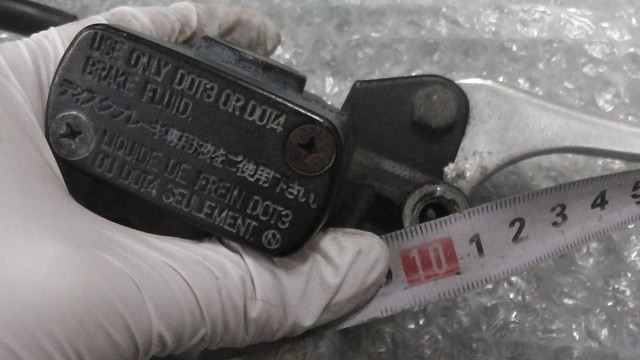 USE ONLY DOT3 OR DOT4
BRAKE FLUID.
ディスクブレーキ専用液をご使用下さい
LIQUIDE DE FREIN DOT3
OU DOT4 SEULEMENT N
10 1 2 3 4 5